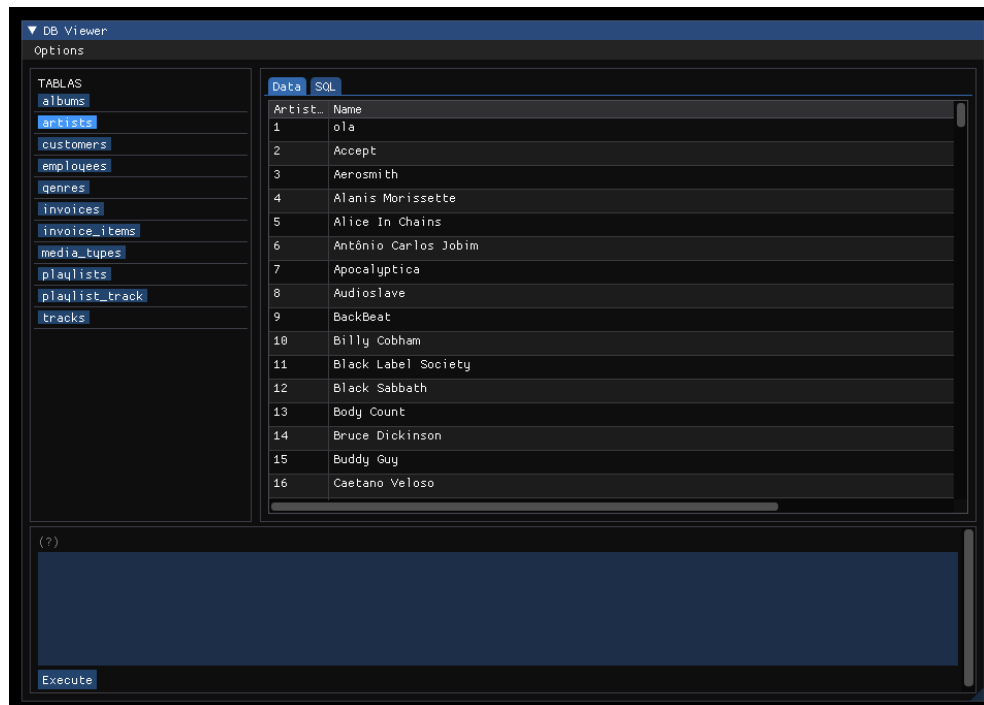 ▼ DB Viewer
Options
TABLAS
albums
artists
customers
employees
genres
invoices
invoice_items
media_types
playlists
playlist_track
tracks
Data SQL
Artist… Name
1 ola
2 Accept
3 Aerosmith
4 Alanis Morissette
5 Alice In Chains
6 Antônio Carlos Jobim
7 Apocalyptica
8 Audioslave
9 BackBeat
10 Billy Cobham
11 Black Label Society
12 Black Sabbath
13 Body Count
14 Bruce Dickinson
15 Buddy Guy
16 Caetano Veloso
(?)
Execute